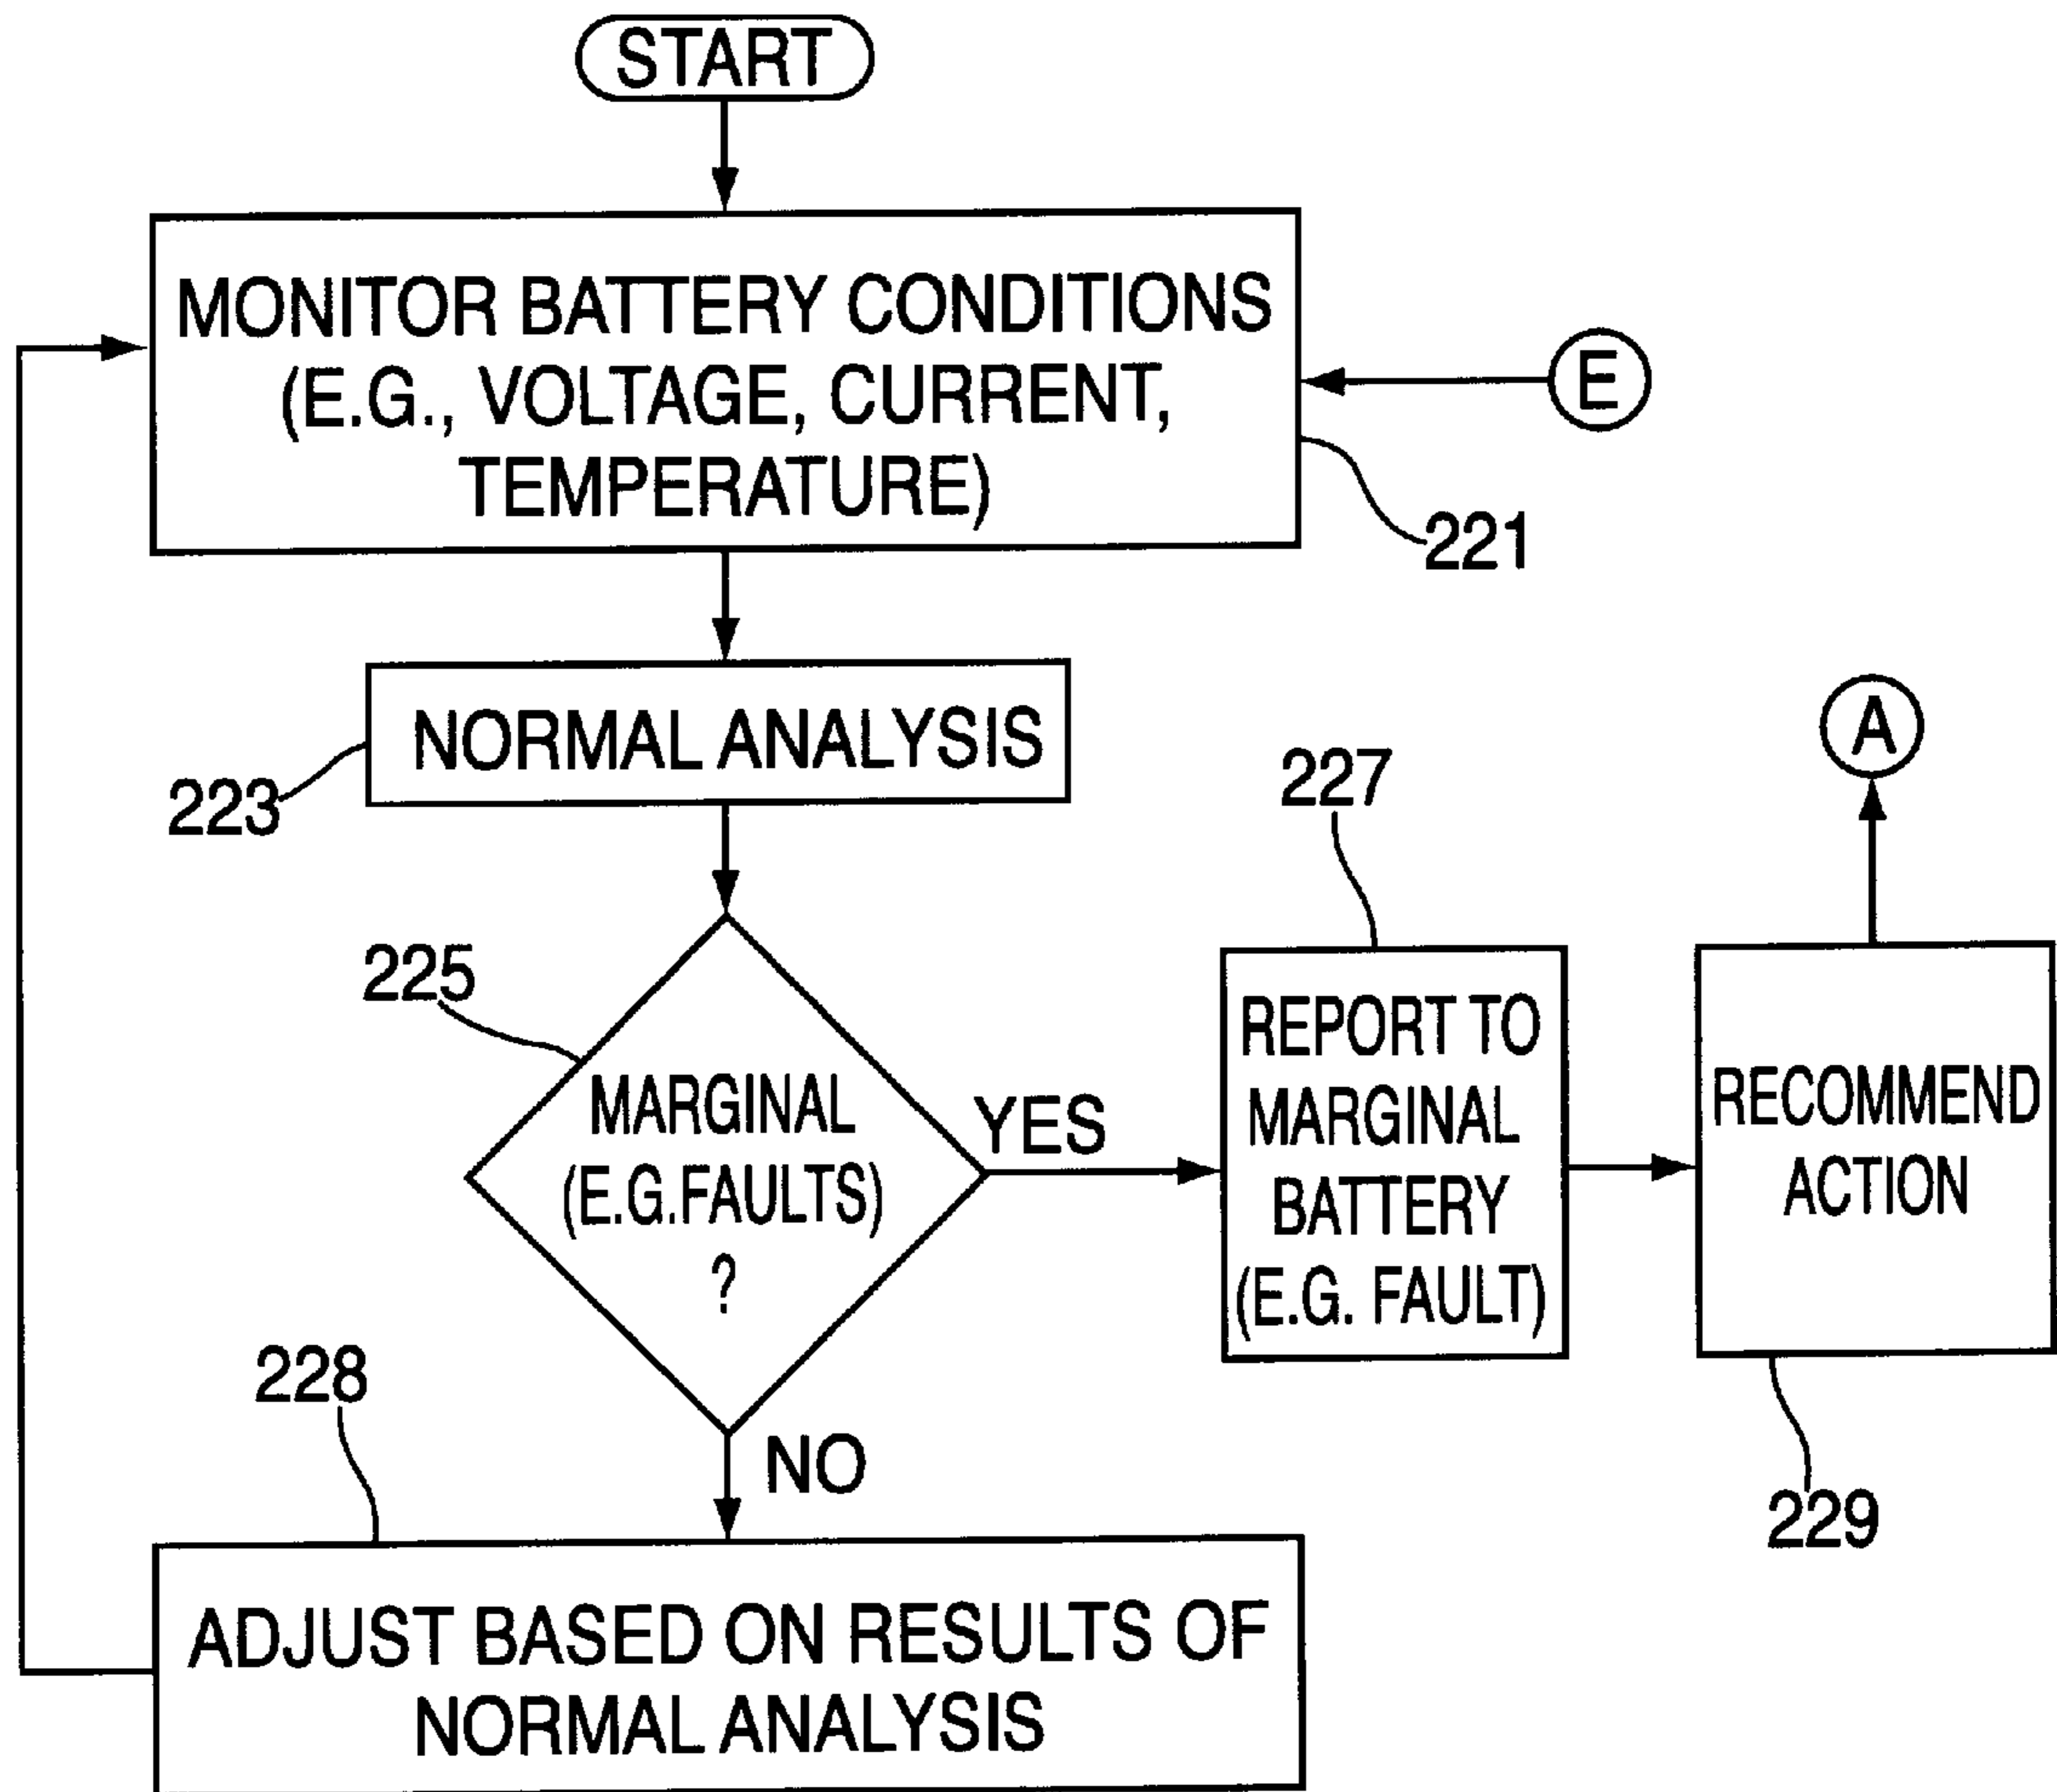 START
MONITOR BATTERY CONDITIONS
(E.G., VOLTAGE, CURRENT,
TEMPERATURE)
E
221
NORMAL ANALYSIS
223
225
MARGINAL
(E.G.FAULTS)
?
YES
NO
227
REPORT TO
MARGINAL
BATTERY
(E.G. FAULT)
A
RECOMMEND
ACTION
229
228
ADJUST BASED ON RESULTS OF
NORMAL ANALYSIS